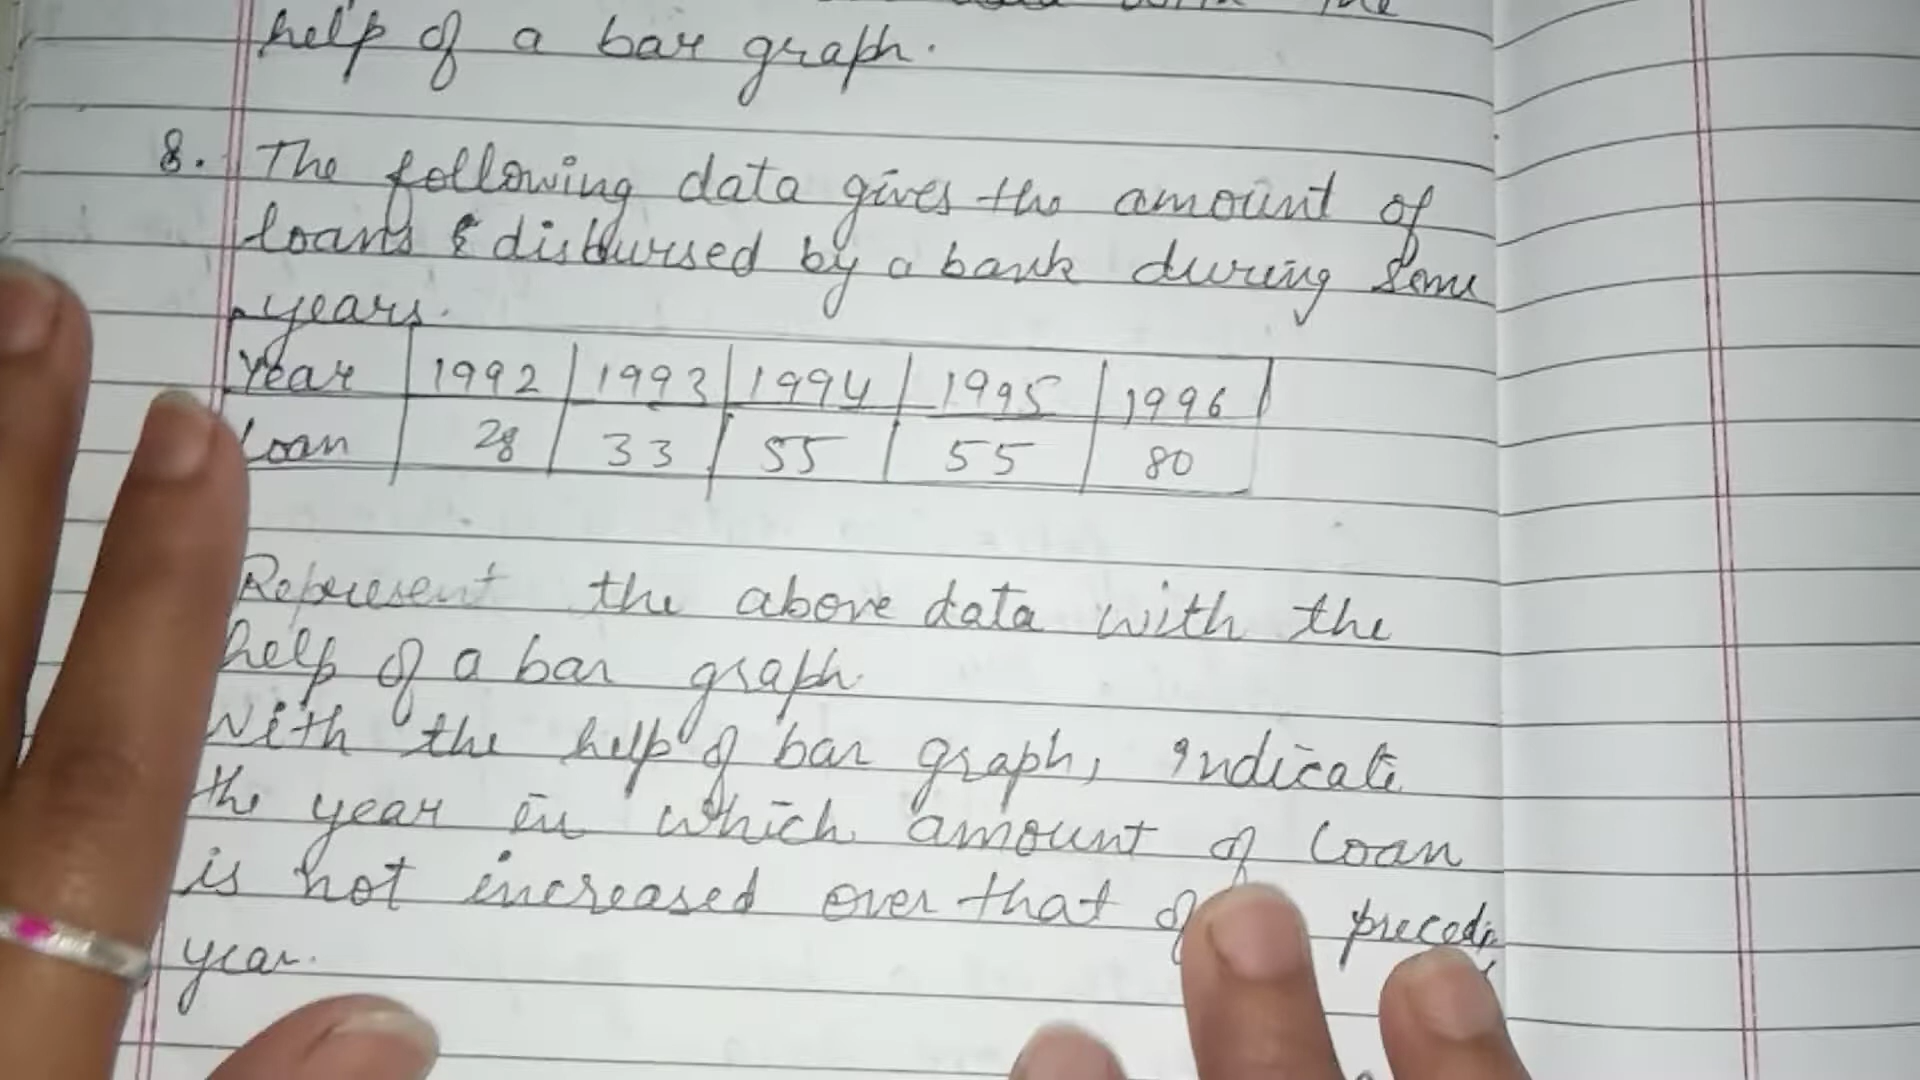 the
help of a bar graph.
8. The following data gives the amount of
loans & disbursed by a bank during some
years.
Year 1992 1993 1994 1995 1996
Loan 28 33 55 55 80
Represent the above data with the
help of a bar graph.
With the help of bar graph, indicate
the year in which amount of loan
is not increased over that of
year.